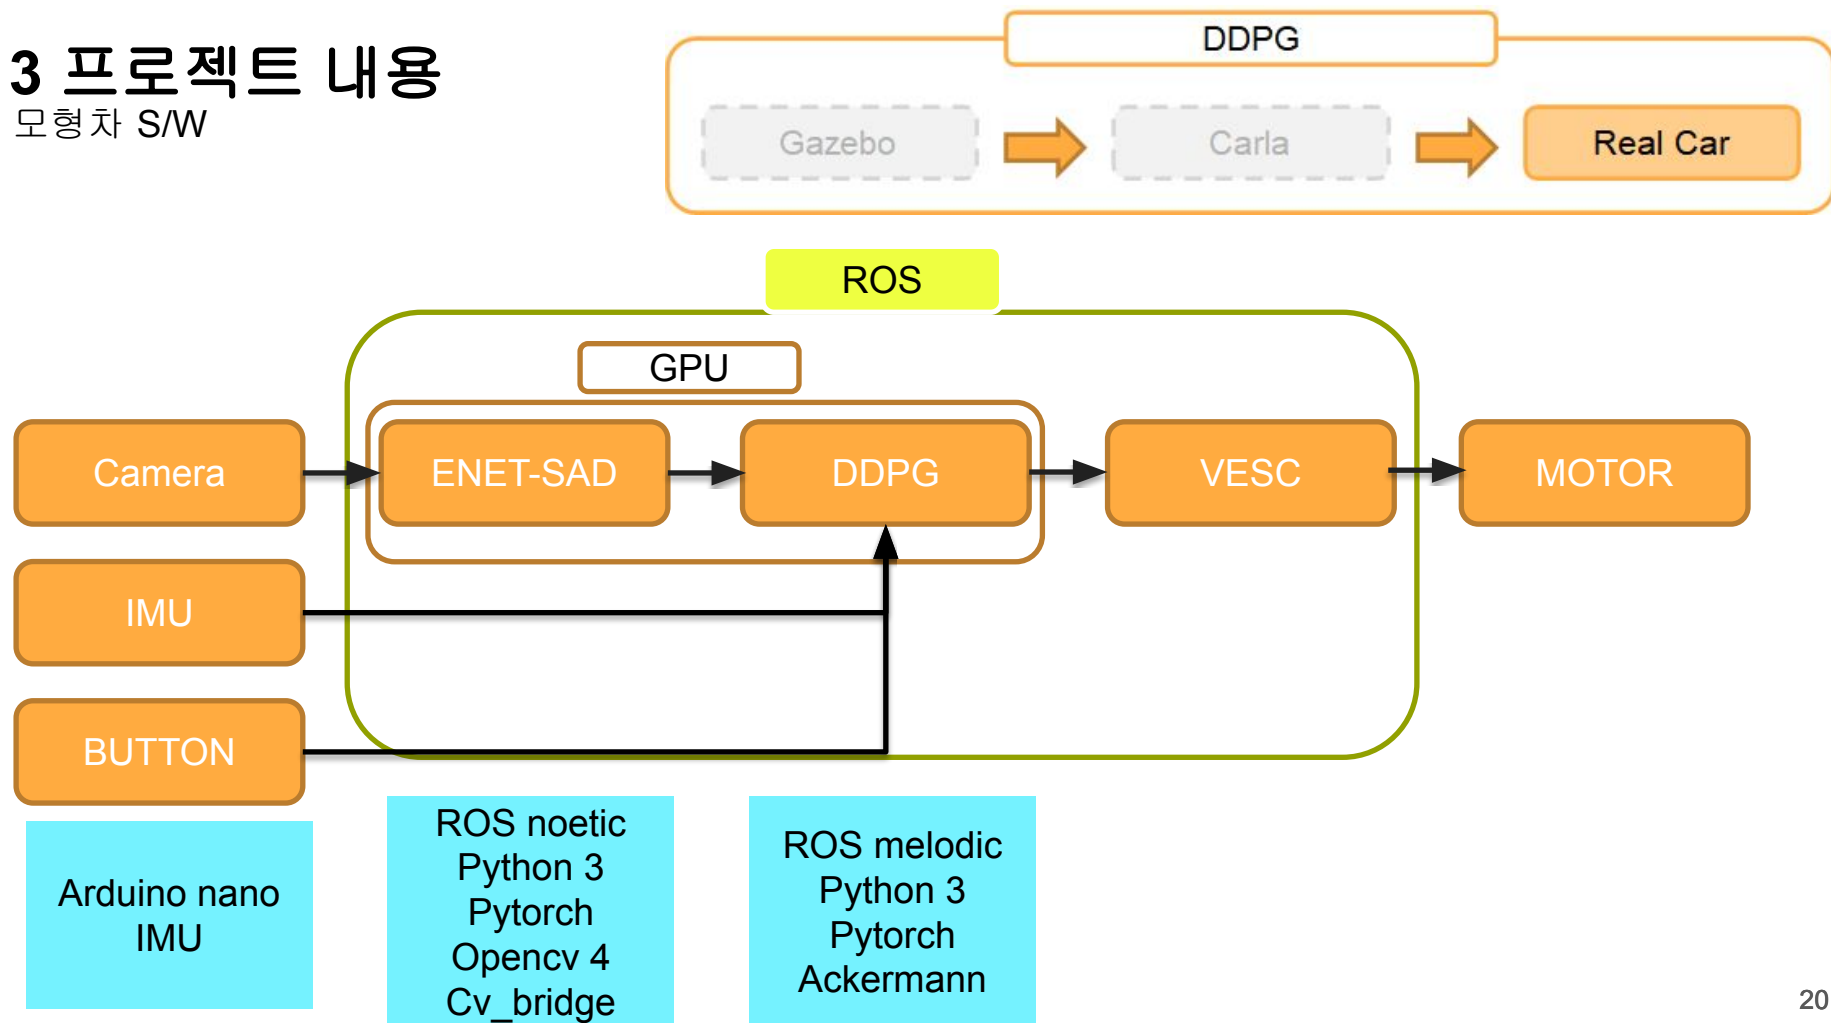 3 프로젝트 내용
모형차 S/W
DDPG
Gazebo
Carla
Real Car
ROS
GPU
Camera
ENET-SAD
DDPG
VESC
MOTOR
IMU
BUTTON
Arduino nano
IMU
ROS noetic
Python 3
Pytorch
Opencv 4
Cv_bridge
ROS melodic
Python 3
Pytorch
Ackermann
20